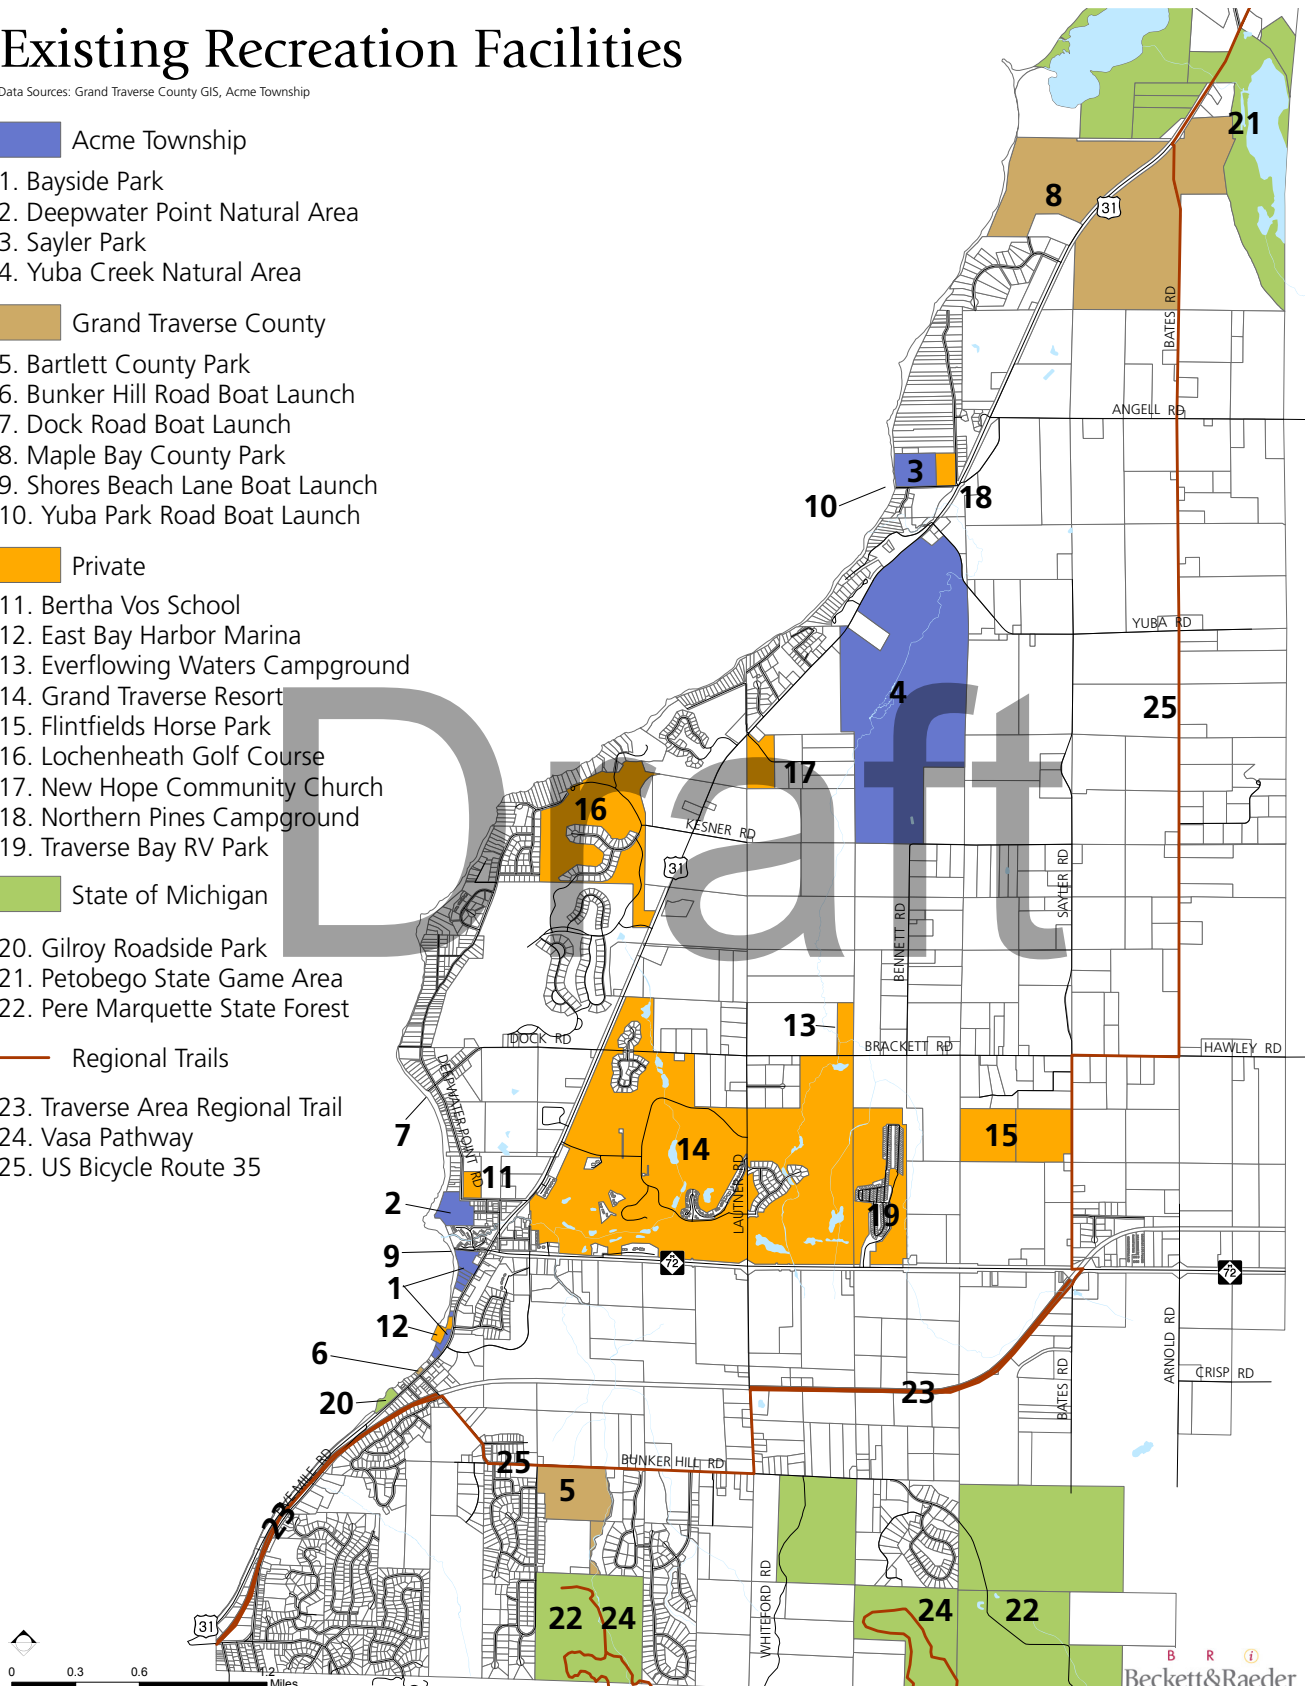 Existing Recreation Facilities
Data Sources: Grand Traverse County GIS, Acme Township
Acme Township
1. Bayside Park
2. Deepwater Point Natural Area
3. Sayler Park
4. Yuba Creek Natural Area
Grand Traverse County
5. Bartlett County Park
6. Bunker Hill Road Boat Launch
7. Dock Road Boat Launch
8. Maple Bay County Park
9. Shores Beach Lane Boat Launch
10. Yuba Park Road Boat Launch
Private
11. Bertha Vos School
12. East Bay Harbor Marina
13. Everflowing Waters Campground
14. Grand Traverse Resort
15. Flintfields Horse Park
16. Lochenheath Golf Course
17. New Hope Community Church
18. Northern Pines Campground
19. Traverse Bay RV Park
State of Michigan
20. Gilroy Roadside Park
21. Petobego State Game Area
22. Pere Marquette State Forest
Regional Trails
23. Traverse Area Regional Trail
24. Vasa Pathway
25. US Bicycle Route 35
Draft
21
8
31
BATES RD
ANGELL RD
3
10
18
YUBA RD
4
25
17
16
KESNER RD
31
SAYLER RD
BENNETT RD
13
DOCK RD
BRACKETT RD
HAWLEY RD
DEEPWATER POINT RD
7
14
15
11
LAUTNER RD
2
19
9
72
72
1
12
6
ARNOLD RD
BATES RD
CRISP RD
20
23
25
BUNKER HILL RD
5
23
WHITEFORD RD
22
24
24
22
31
0
0.3
0.6
1.2
Miles
B R i
Beckett&Raeder